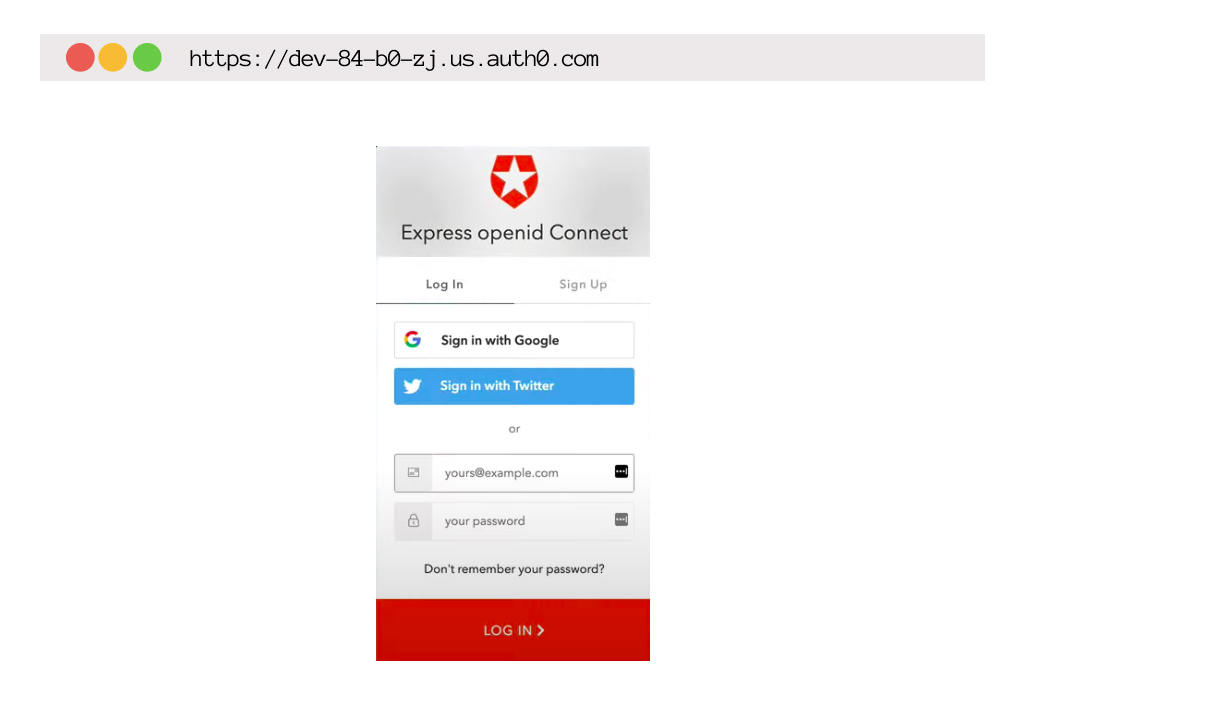 https://dev-84-b0-zj.us.auth0.com
Express openid Connect
Log In Sign Up
Sign in with Google
Sign in with Twitter
or
yours@example.com
your password
Don't remember your password?
LOG IN